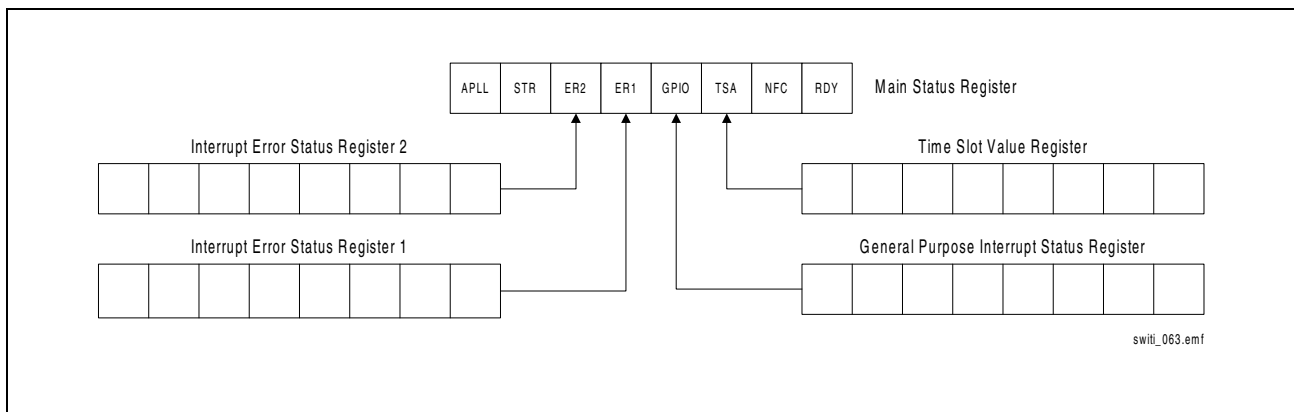 APLL STR ER2 ER1 GPIO TSA NFC RDY Main Status Register
Interrupt Error Status Register 2
Time Slot Value Register
Interrupt Error Status Register 1
General Purpose Interrupt Status Register
switi_063.emf